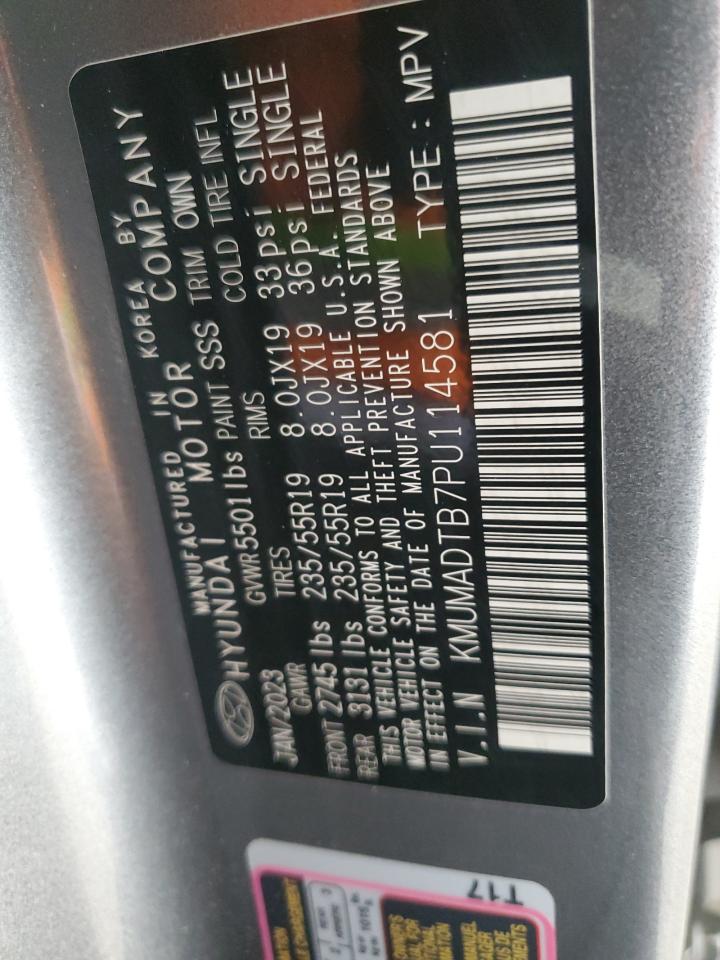 MANUFACTURED IN KOREA BY
HYUNDAI MOTOR COMPANY
GVWR 5501 lbs PAINT SSS TRIM OWN
JAN/2023
GAWR TIRES RIMS COLD TIRE INFL
FRONT 2745 lbs 235/55R19 8.0JX19 33psi SINGLE
REAR 3131 lbs 235/55R19 8.0JX19 36psi SINGLE
THIS VEHICLE CONFORMS TO ALL APPLICABLE U.S.A. FEDERAL
MOTOR VEHICLE SAFETY AND THEFT PREVENTION STANDARDS
IN EFFECT ON THE DATE OF MANUFACTURE SHOWN ABOVE
V.I.N KMUMADTB7PU114581 TYPE : MPV
T17